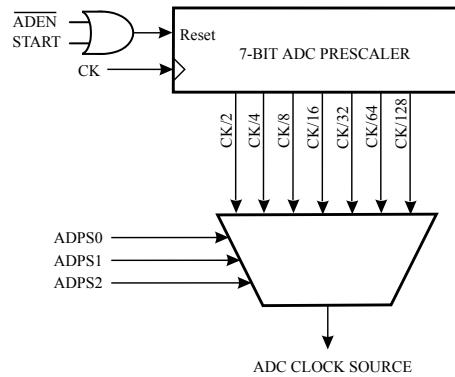 ADEN
START
Reset
CK
7-BIT ADC PRESCALER
CK/2
CK/4
CK/8
CK/16
CK/32
CK/64
CK/128
ADPS0
ADPS1
ADPS2
ADC CLOCK SOURCE